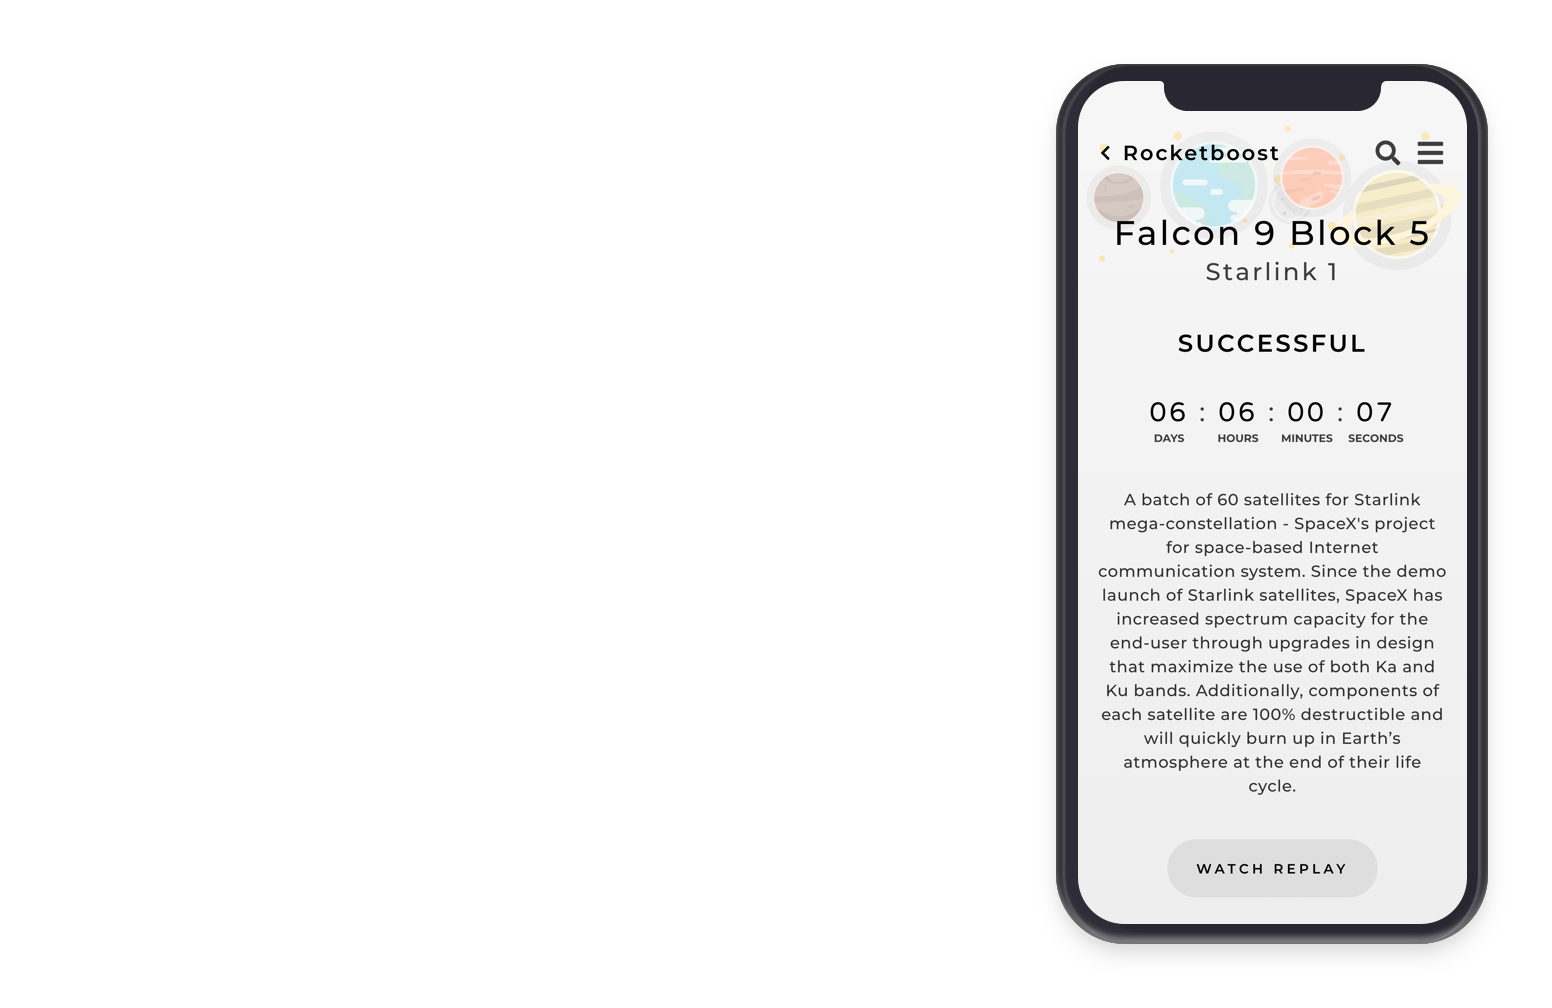 Rocketboost
Falcon 9 Block 5
Starlink 1
SUCCESSFUL
06 : 06 : 00 : 07
DAYS HOURS MINUTES SECONDS
A batch of 60 satellites for Starlink
mega-constellation - SpaceX's project
for space-based Internet
communication system. Since the demo
launch of Starlink satellites, SpaceX has
increased spectrum capacity for the
end-user through upgrades in design
that maximize the use of both Ka and
Ku bands. Additionally, components of
each satellite are 100% destructible and
will quickly burn up in Earth’s
atmosphere at the end of their life
cycle.
WATCH REPLAY